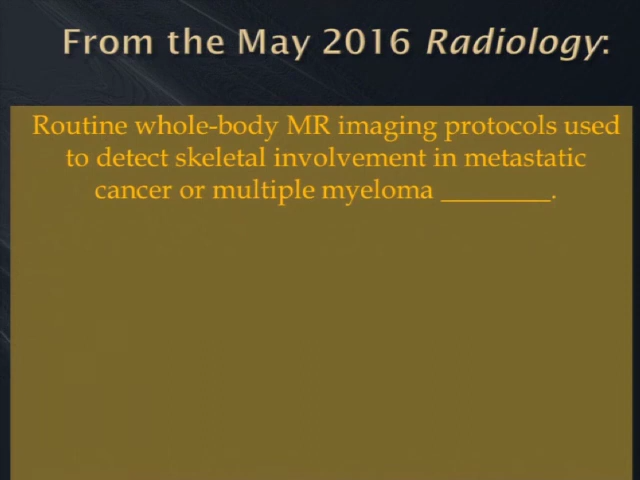 From the May 2016 Radiology:
Routine whole-body MR imaging protocols used
to detect skeletal involvement in metastatic
cancer or multiple myeloma ________.